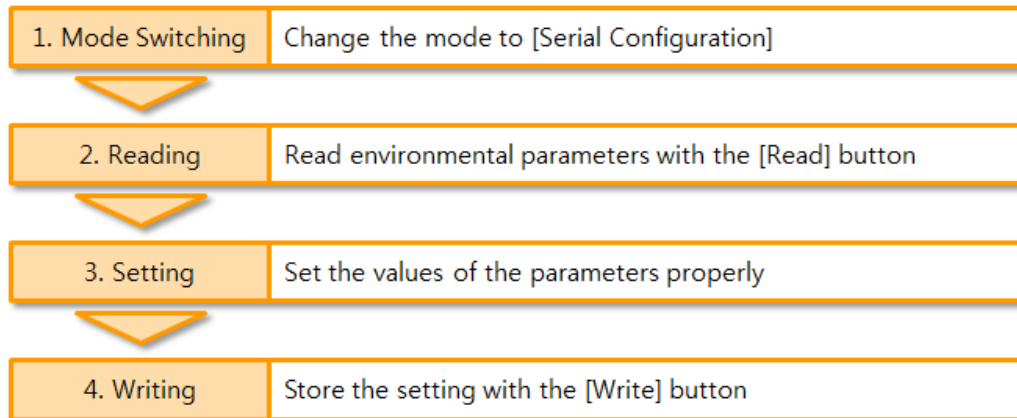 1. Mode Switching Change the mode to [Serial Configuration]
2. Reading Read environmental parameters with the [Read] button
3. Setting Set the values of the parameters properly
4. Writing Store the setting with the [Write] button